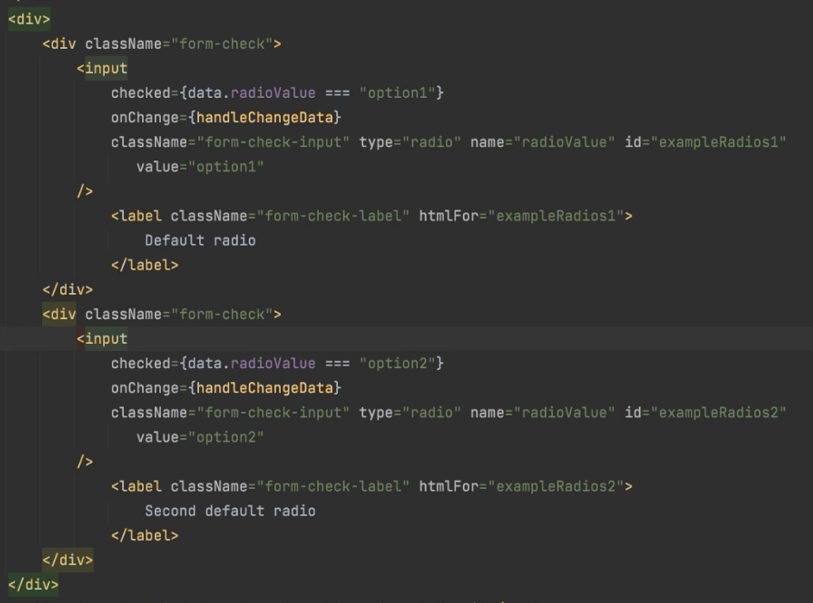 <div>
<div className="form-check">
<input
checked={data.radioValue === "option1"}
onChange={handleChangeData}
className="form-check-input" type="radio" name="radioValue" id="exampleRadios1"
value="option1"
/>
<label className="form-check-label" htmlFor="exampleRadios1">
Default radio
</label>
</div>
<div className="form-check">
<input
checked={data.radioValue === "option2"}
onChange={handleChangeData}
className="form-check-input" type="radio" name="radioValue" id="exampleRadios2"
value="option2"
/>
<label className="form-check-label" htmlFor="exampleRadios2">
Second default radio
</label>
</div>
</div>